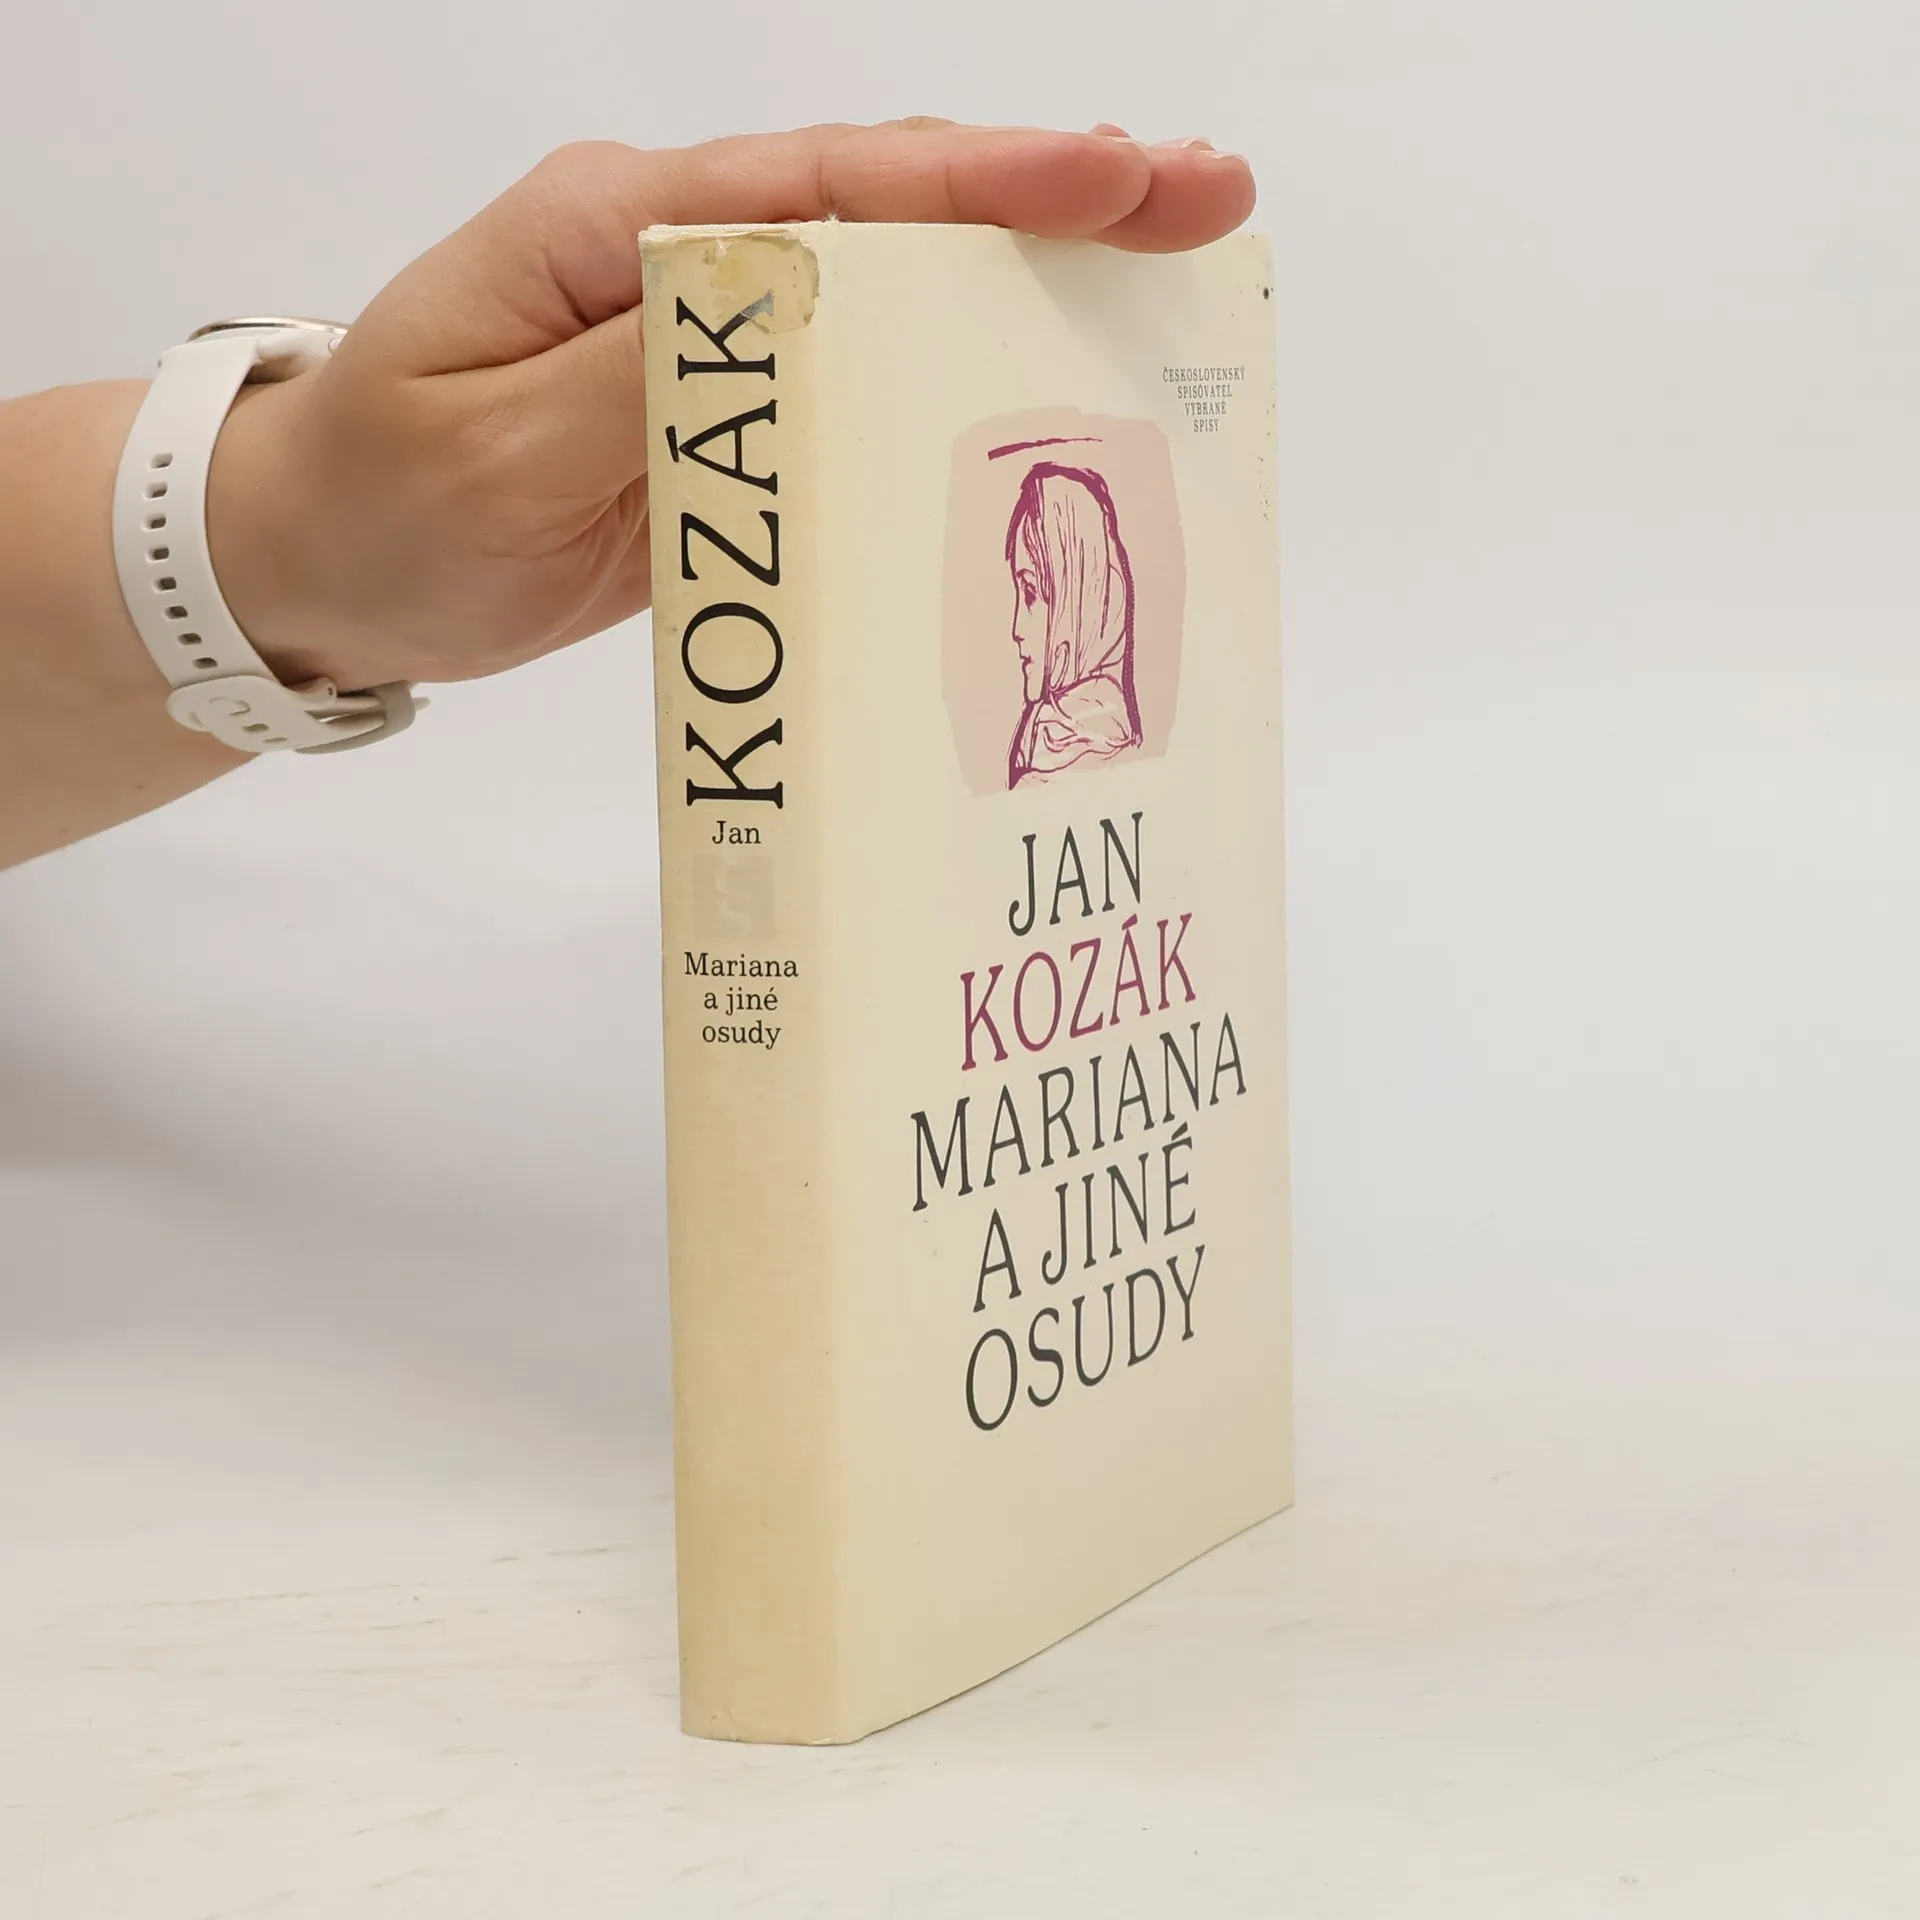 KOZÁK
Jan
Mariana
a jiné
osudy
ČESKOSLOVENSKÝ
SPISOVATEL
VYBRANÉ
SPISY
JAN
KOZÁK
MARIANA
A JINÉ
OSUDY